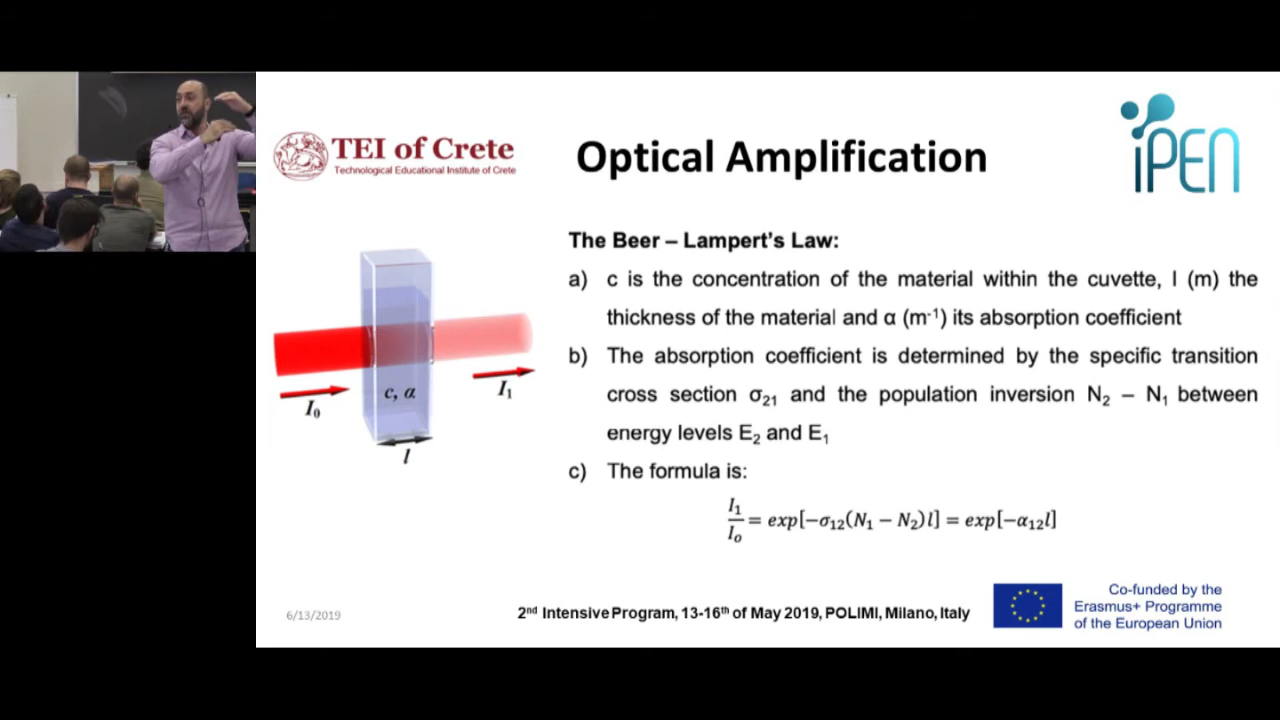 TEI of Crete
Technological Educational Institute of Crete
Optical Amplification
iPEN
The Beer – Lampert's Law:
a) c is the concentration of the material within the cuvette, l (m) the
thickness of the material and α (m⁻¹) its absorption coefficient
b) The absorption coefficient is determined by the specific transition
cross section σ₂₁ and the population inversion N₂ – N₁ between
energy levels E₂ and E₁
c) The formula is:
I₁/Iₒ = exp[−σ₁₂(N₁ − N₂)l] = exp[−α₁₂l]
I₀
c, α
I₁
l
6/13/2019
2ⁿᵈ Intensive Program, 13-16ᵗʰ of May 2019, POLIMI, Milano, Italy
Co-funded by the
Erasmus+ Programme
of the European Union